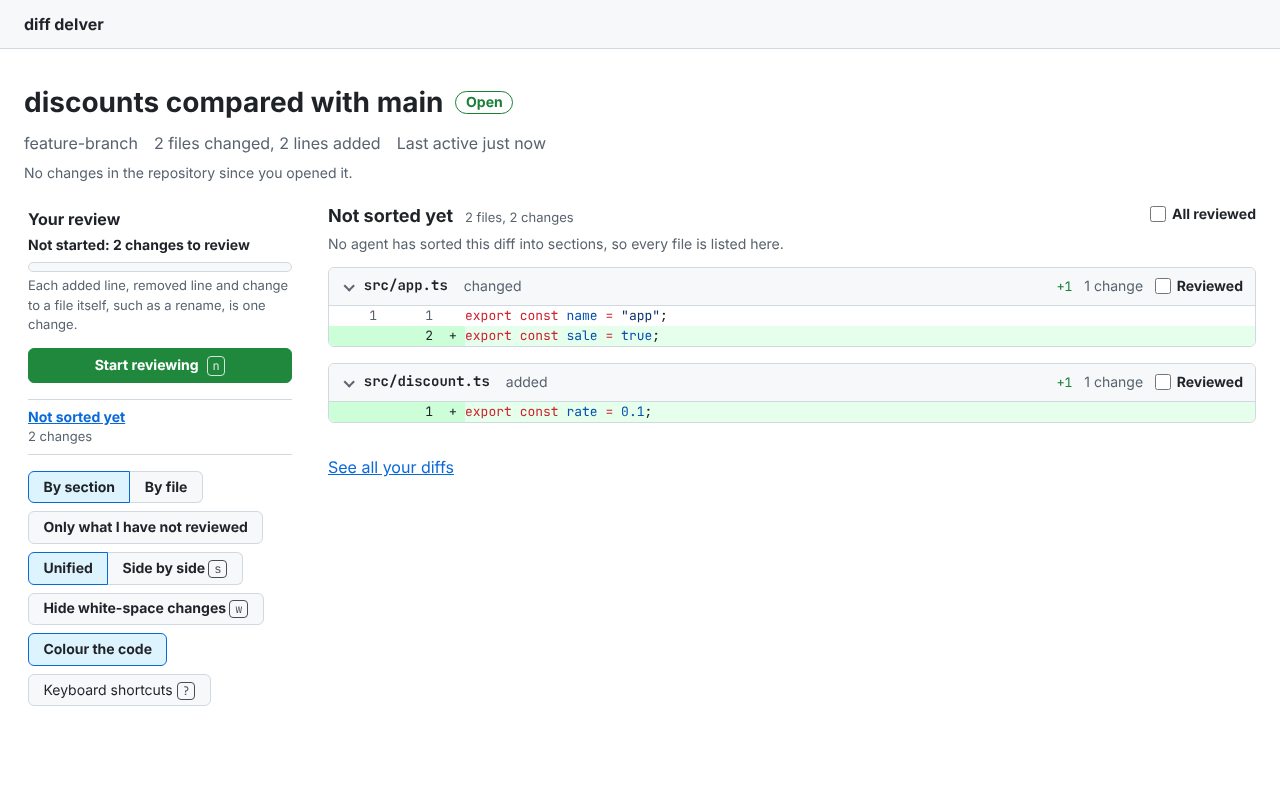 diff delver
discounts compared with main Open
feature-branch 2 files changed, 2 lines added Last active just now
No changes in the repository since you opened it.
Your review
Not started: 2 changes to review
Each added line, removed line and change
to a file itself, such as a rename, is one
change.
Start reviewing n
Not sorted yet
2 changes
By section By file
Only what I have not reviewed
Unified Side by side s
Hide white-space changes w
Colour the code
Keyboard shortcuts ?
Not sorted yet 2 files, 2 changes All reviewed
No agent has sorted this diff into sections, so every file is listed here.
src/app.ts changed +1 1 change Reviewed
1 1 export const name = "app";
2 + export const sale = true;
src/discount.ts added +1 1 change Reviewed
1 + export const rate = 0.1;
See all your diffs